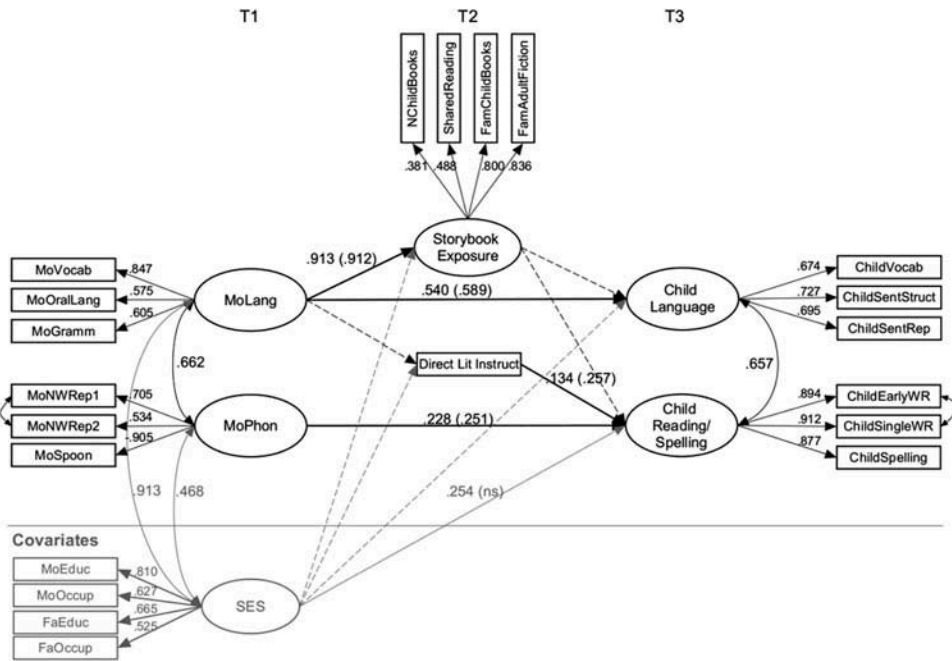 T1
T2
T3
NChildBooks
SharedReading
FamChildBooks
FamAdultFiction
.381
.488
.800
.836
Storybook
Exposure
.913 (.912)
MoVocab
.847
MoOralLang
.575
MoGramm
.605
MoLang
.540 (.589)
Child
Language
.674
ChildVocab
.727
ChildSentStruct
.695
ChildSentRep
.662
Direct Lit Instruct
.134 (.257)
.657
MoNWRep1
.705
MoNWRep2
.534
MoSpoon
-.905
MoPhon
.228 (.251)
Child
Reading/
Spelling
.894
ChildEarlyWR
.912
ChildSingleWR
.877
ChildSpelling
.913
.468
.254 (ns)
Covariates
MoEduc
.810
MoOccup
.627
FaEduc
.665
FaOccup
.525
SES